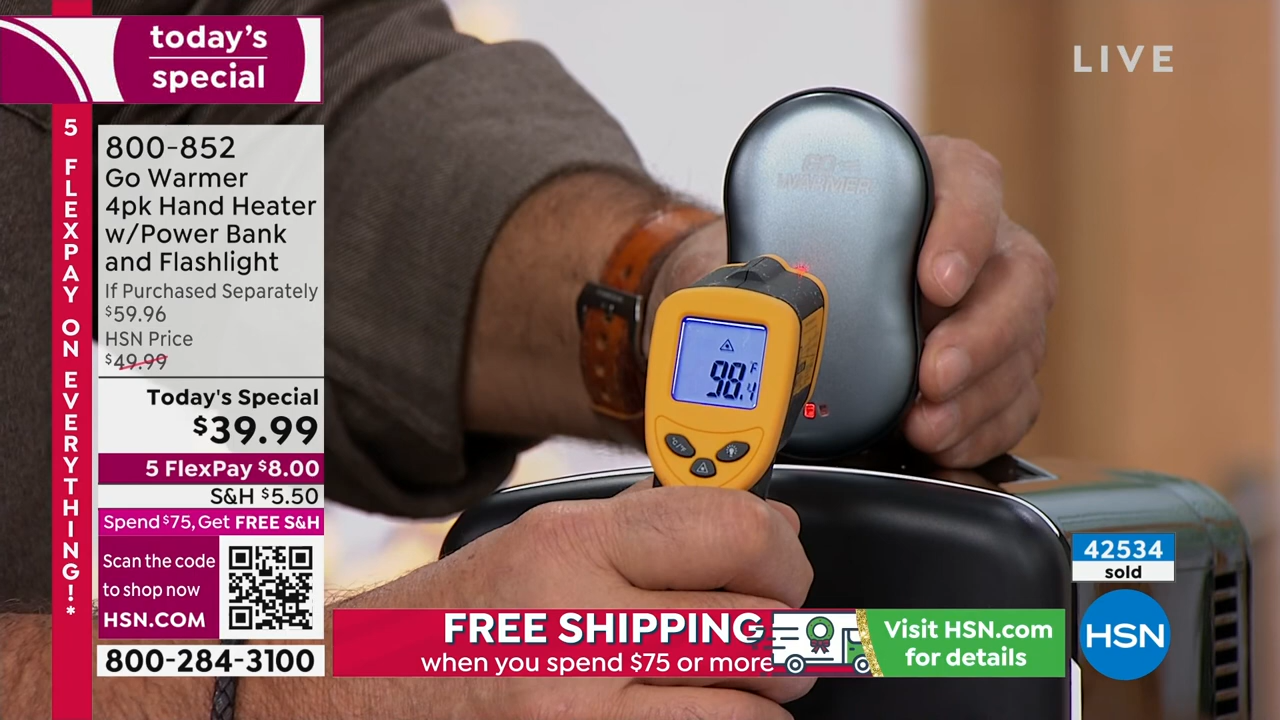 today's
special
LIVE
5 FLEXPAY ON EVERYTHING!*
800-852
Go Warmer
4pk Hand Heater
w/Power Bank
and Flashlight
If Purchased Separately
$59.96
HSN Price
$49.99
Today's Special
$39.99
5 FlexPay $8.00
S&H $5.50
Spend $75, Get FREE S&H
Scan the code
to shop now
HSN.COM
800-284-3100
GO
WARMER
98.4 °F
°C/°F
FREE SHIPPING
when you spend $75 or more
Visit HSN.com
for details
42534
sold
HSN